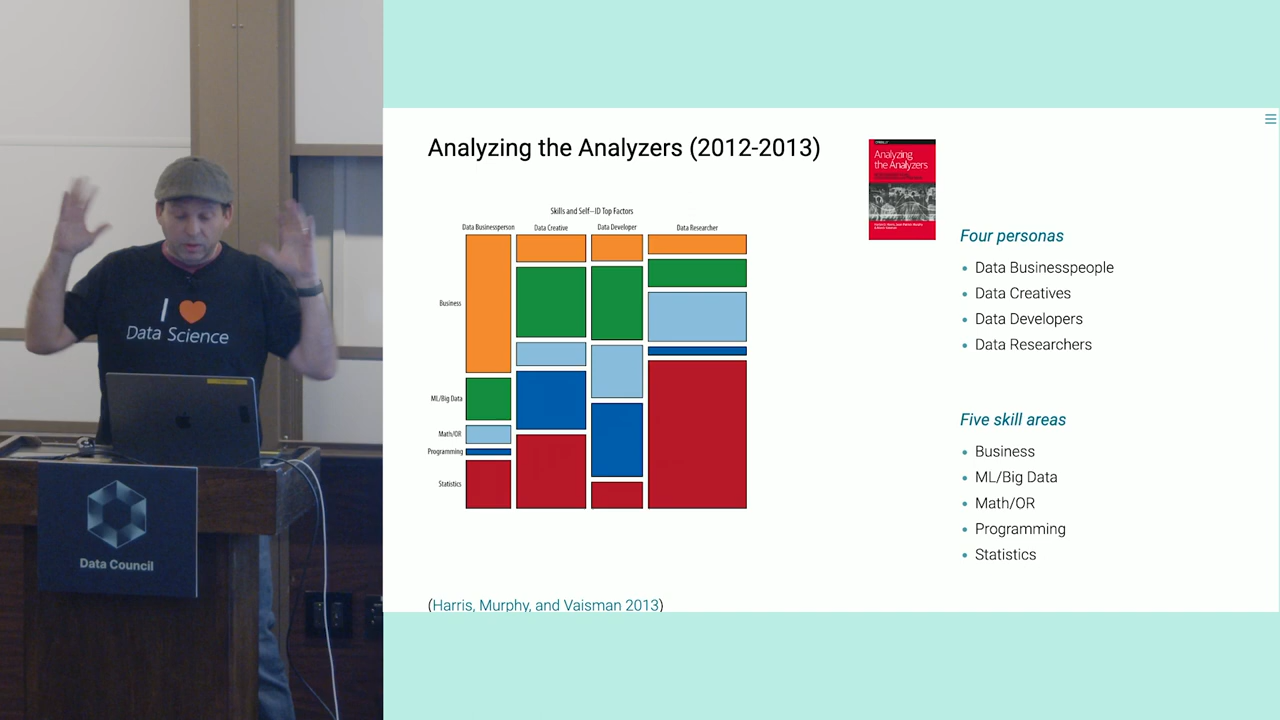 I
Data Science
Data Council
Analyzing the Analyzers (2012-2013)
Skills and Self–ID Top Factors
Data Businessperson
Data Creative
Data Developer
Data Researcher
Business
ML/Big Data
Math/OR
Programming
Statistics
(Harris, Murphy, and Vaisman 2013)
Analyzing
the Analyzers
Four personas
Data Businesspeople
Data Creatives
Data Developers
Data Researchers
Five skill areas
Business
ML/Big Data
Math/OR
Programming
Statistics